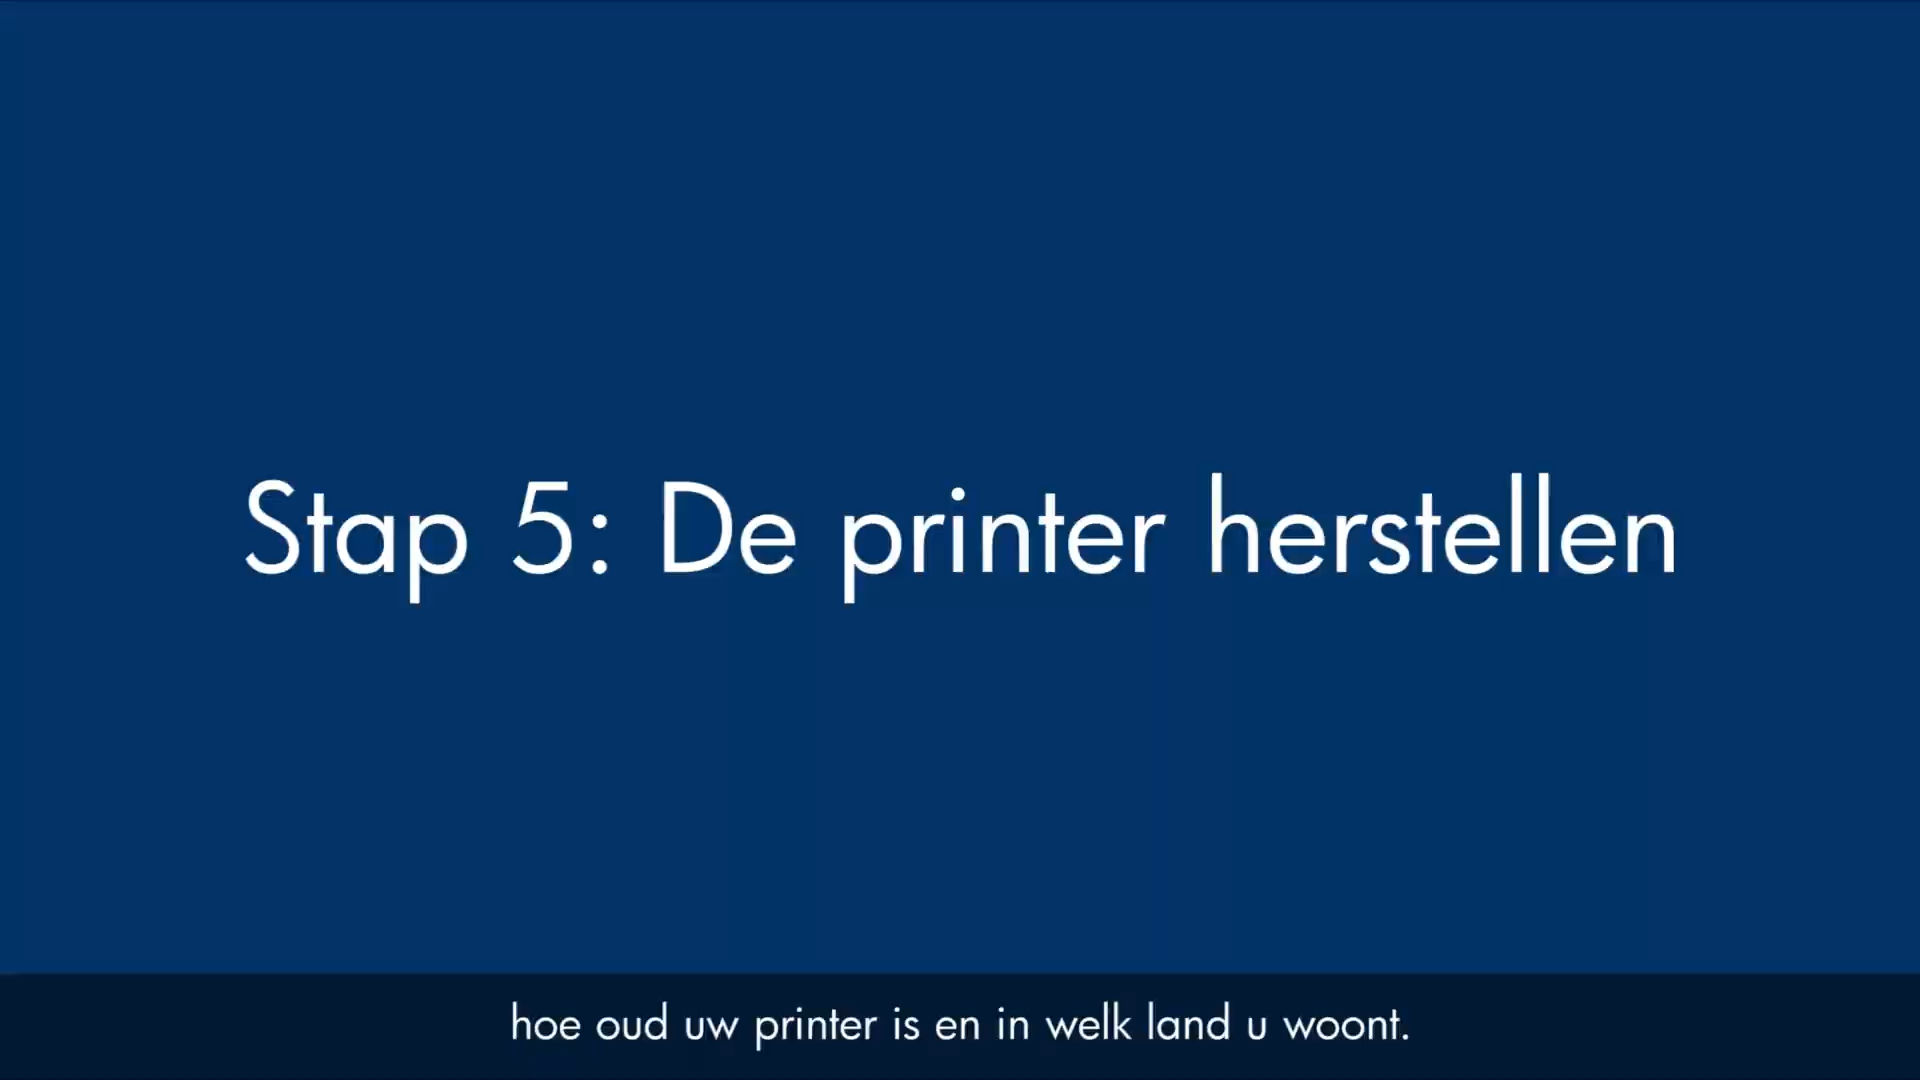 Stap 5: De printer herstellen
hoe oud uw printer is en in welk land u woont.